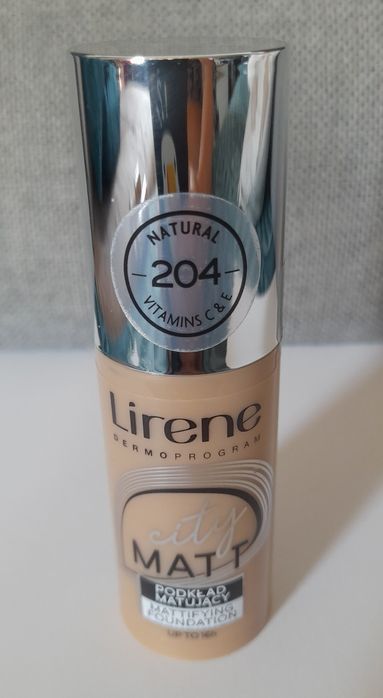 NATURAL
204
VITAMINS C & E
Lirene
DERMOPROGRAM
city
MATT
PODKŁAD
MATUJĄCY
MATTIFYING
FOUNDATION
UP TO 16h